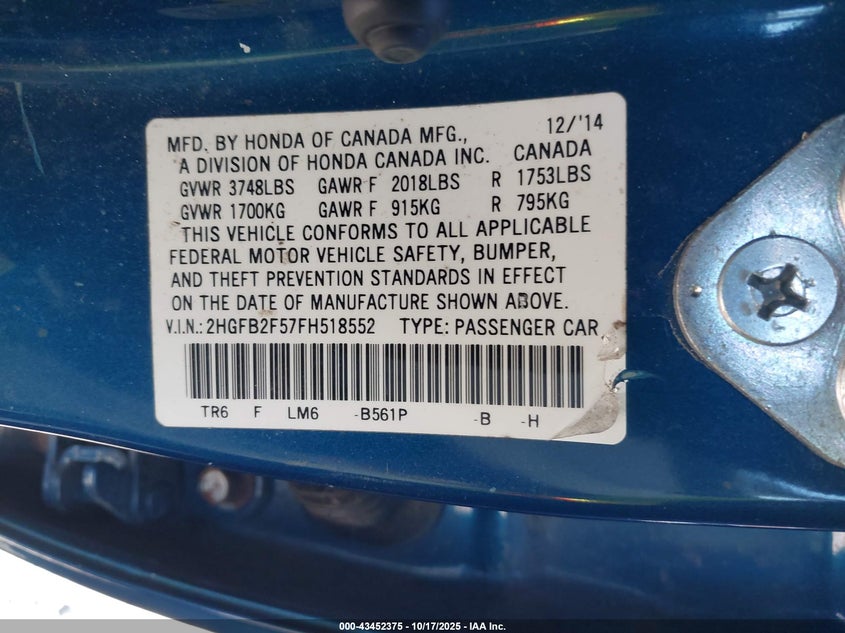 MFD. BY HONDA OF CANADA MFG., 12/'14
A DIVISION OF HONDA CANADA INC. CANADA
GVWR 3748LBS GAWR F 2018LBS R 1753LBS
GVWR 1700KG GAWR F 915KG R 795KG
THIS VEHICLE CONFORMS TO ALL APPLICABLE
FEDERAL MOTOR VEHICLE SAFETY, BUMPER,
AND THEFT PREVENTION STANDARDS IN EFFECT
ON THE DATE OF MANUFACTURE SHOWN ABOVE.
V.I.N.: 2HGFB2F57FH518552 TYPE: PASSENGER CAR
TR6 F LM6 -B561P -B -H
000-43452375 - 10/17/2025 - IAA Inc.